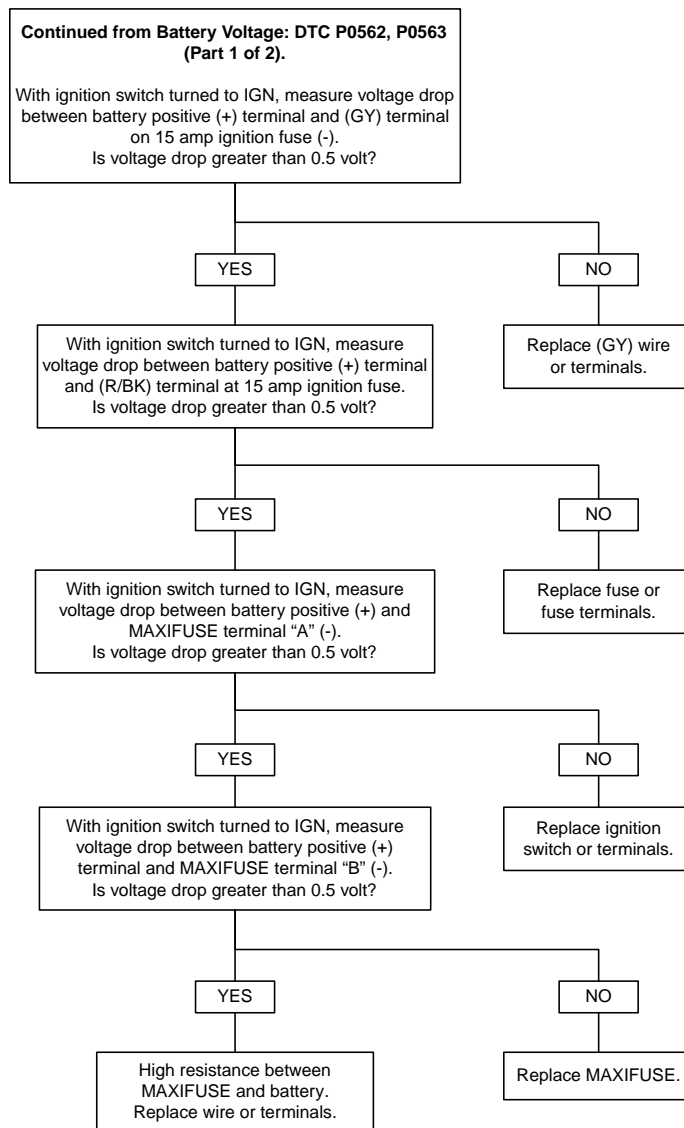 Continued from Battery Voltage: DTC P0562, P0563
(Part 1 of 2).
With ignition switch turned to IGN, measure voltage drop
between battery positive (+) terminal and (GY) terminal
on 15 amp ignition fuse (-).
Is voltage drop greater than 0.5 volt?
YES
NO
With ignition switch turned to IGN, measure
voltage drop between battery positive (+) terminal
and (R/BK) terminal at 15 amp ignition fuse.
Is voltage drop greater than 0.5 volt?
Replace (GY) wire
or terminals.
YES
NO
With ignition switch turned to IGN, measure
voltage drop between battery positive (+) and
MAXIFUSE terminal “A” (-).
Is voltage drop greater than 0.5 volt?
Replace fuse or
fuse terminals.
YES
NO
With ignition switch turned to IGN, measure
voltage drop between battery positive (+)
terminal and MAXIFUSE terminal “B” (-).
Is voltage drop greater than 0.5 volt?
Replace ignition
switch or terminals.
YES
NO
High resistance between
MAXIFUSE and battery.
Replace wire or terminals.
Replace MAXIFUSE.